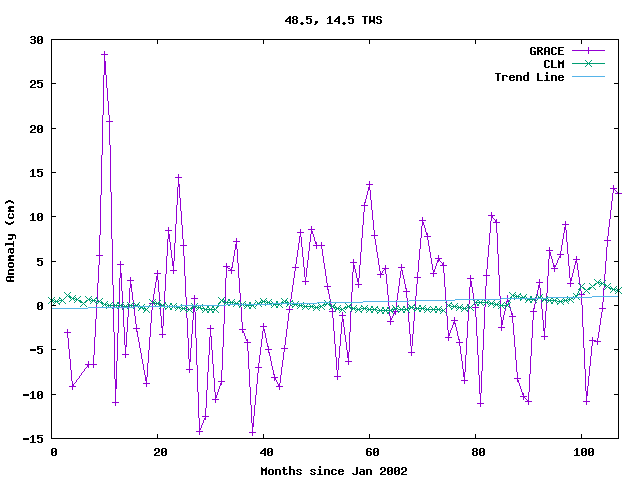 48.5, 14.5 TWS
GRACE
CLM
Trend Line
30
25
20
15
10
5
0
-5
-10
-15
Anomaly (cm)
0 20 40 60 80 100
Months since Jan 2002